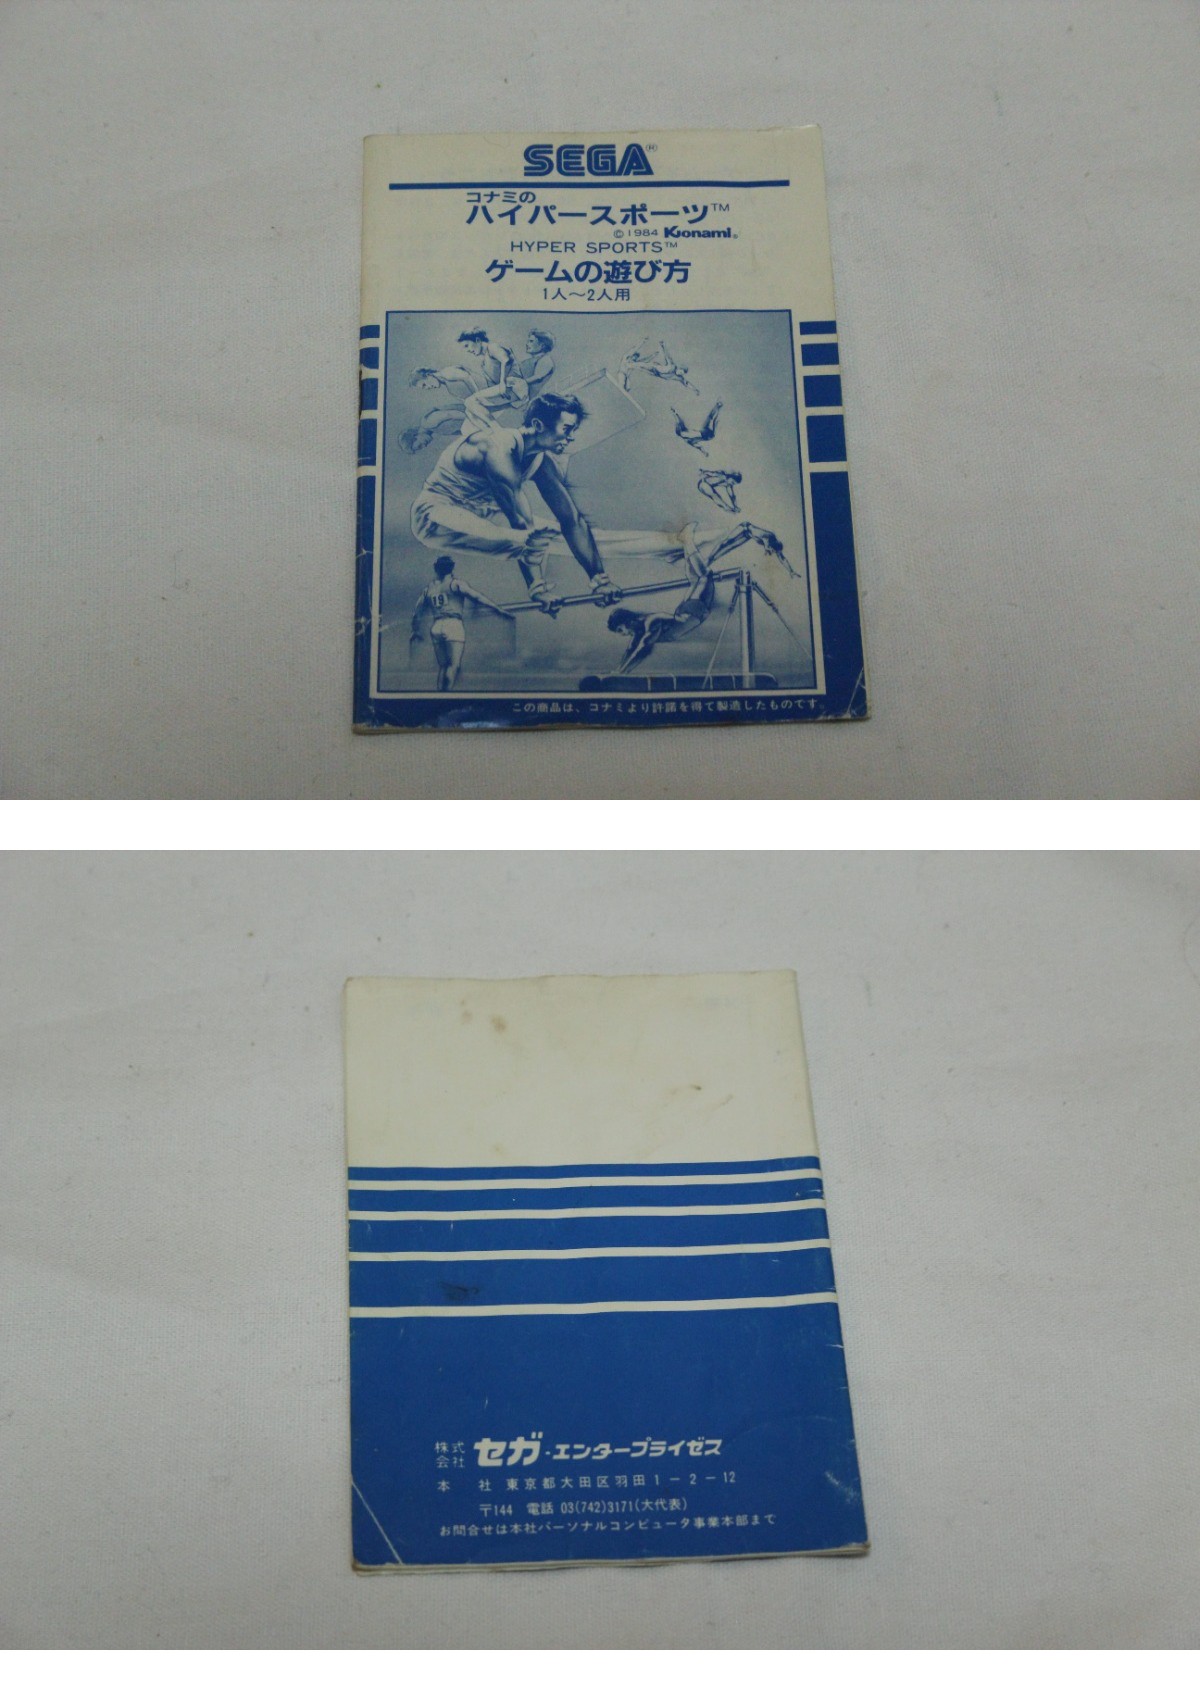 SEGA®
コナミの
ハイパースポーツ™
©1984 Konami®
HYPER SPORTS™
ゲームの遊び方
1人〜2人用
19
この商品は、コナミより許諾を得て製造したものです。
株式会社 セガ・エンタープライゼス
本 社 東京都大田区羽田1-2-12
〒144 電話 03(742)3171(大代表)
お問合せは本社パーソナルコンピュータ事業本部まで